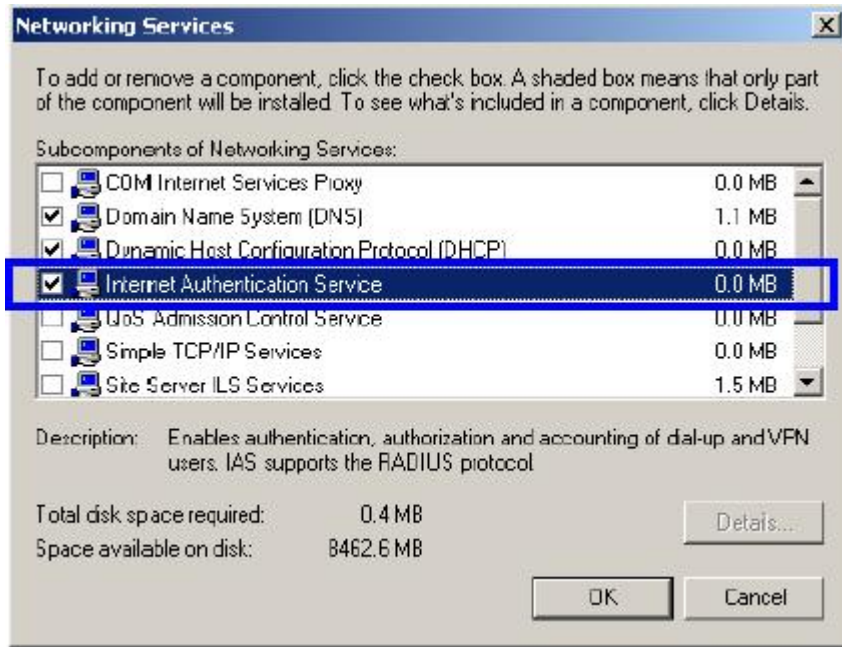 Networking Services
To add or remove a component, click the check box. A shaded box means that only part
of the component will be installed. To see what's included in a component, click Details.
Subcomponents of Networking Services:
COM Internet Services Proxy 0.0 MB
Domain Name System (DNS) 1.1 MB
Dynamic Host Configuration Protocol (DHCP) 0.0 MB
Internet Authentication Service 0.0 MB
QoS Admission Control Service 0.0 MB
Simple TCP/IP Services 0.0 MB
Site Server ILS Services 1.5 MB
Description: Enables authentication, authorization and accounting of dial-up and VPN
users. IAS supports the RADIUS protocol
Total disk space required: 0.4 MB
Space available on disk: 8462.6 MB
Details...
OK Cancel